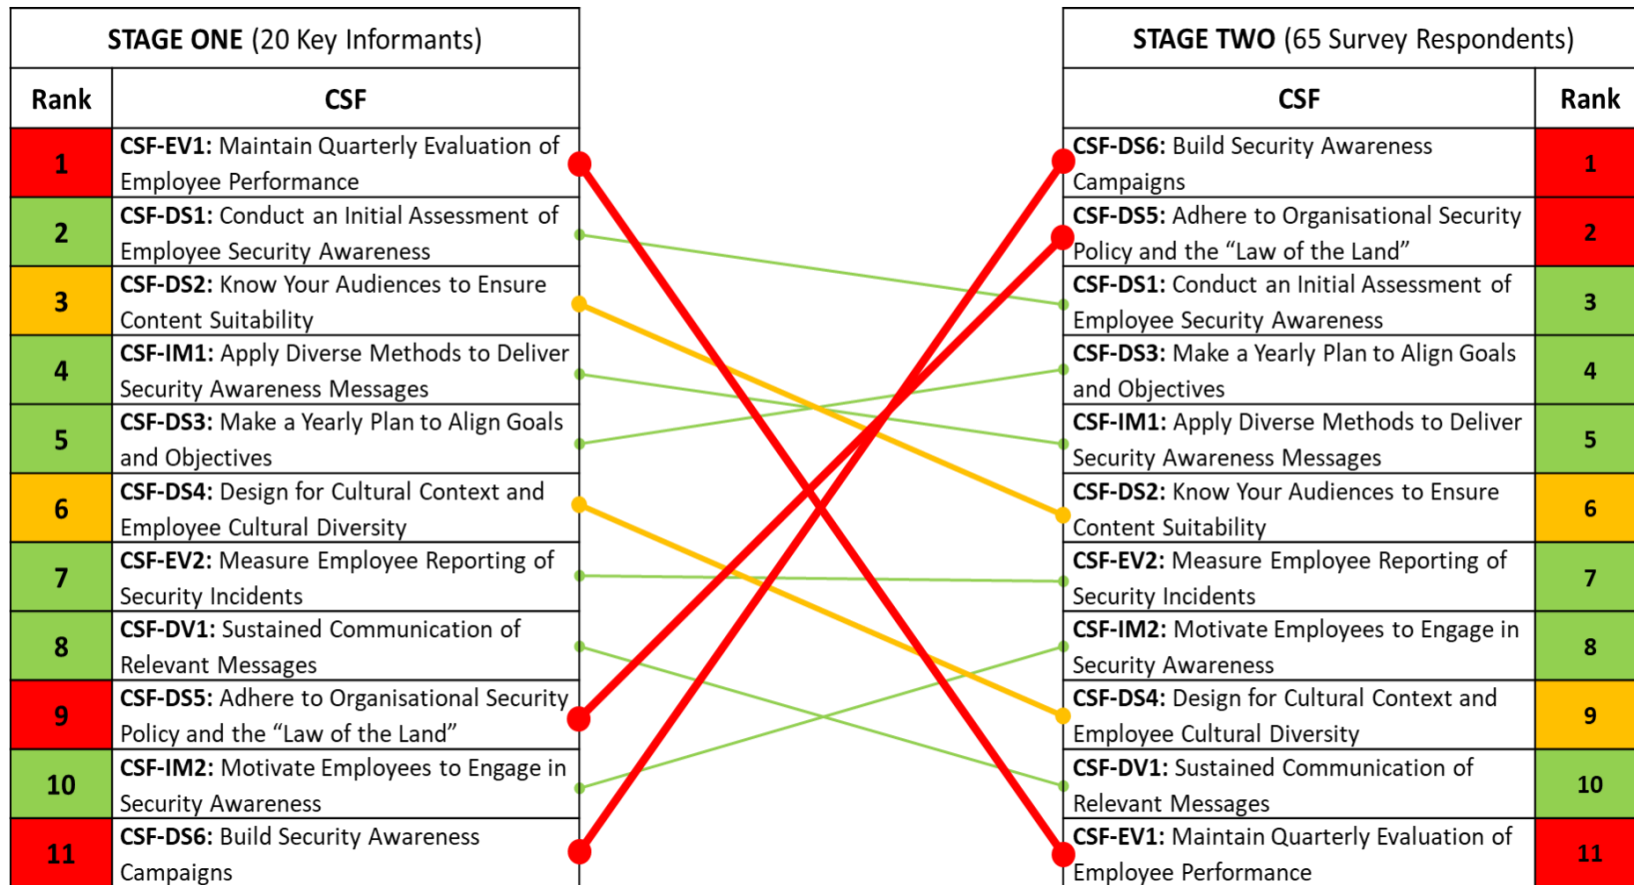 STAGE ONE (20 Key Informants)
Rank CSF
1 CSF-EV1: Maintain Quarterly Evaluation of
Employee Performance
2 CSF-DS1: Conduct an Initial Assessment of
Employee Security Awareness
3 CSF-DS2: Know Your Audiences to Ensure
Content Suitability
4 CSF-IM1: Apply Diverse Methods to Deliver
Security Awareness Messages
5 CSF-DS3: Make a Yearly Plan to Align Goals
and Objectives
6 CSF-DS4: Design for Cultural Context and
Employee Cultural Diversity
7 CSF-EV2: Measure Employee Reporting of
Security Incidents
8 CSF-DV1: Sustained Communication of
Relevant Messages
9 CSF-DS5: Adhere to Organisational Security
Policy and the “Law of the Land”
10 CSF-IM2: Motivate Employees to Engage in
Security Awareness
11 CSF-DS6: Build Security Awareness
Campaigns
STAGE TWO (65 Survey Respondents)
CSF Rank
CSF-DS6: Build Security Awareness
Campaigns 1
CSF-DS5: Adhere to Organisational Security
Policy and the “Law of the Land” 2
CSF-DS1: Conduct an Initial Assessment of
Employee Security Awareness 3
CSF-DS3: Make a Yearly Plan to Align Goals
and Objectives 4
CSF-IM1: Apply Diverse Methods to Deliver
Security Awareness Messages 5
CSF-DS2: Know Your Audiences to Ensure
Content Suitability 6
CSF-EV2: Measure Employee Reporting of
Security Incidents 7
CSF-IM2: Motivate Employees to Engage in
Security Awareness 8
CSF-DS4: Design for Cultural Context and
Employee Cultural Diversity 9
CSF-DV1: Sustained Communication of
Relevant Messages 10
CSF-EV1: Maintain Quarterly Evaluation of
Employee Performance 11